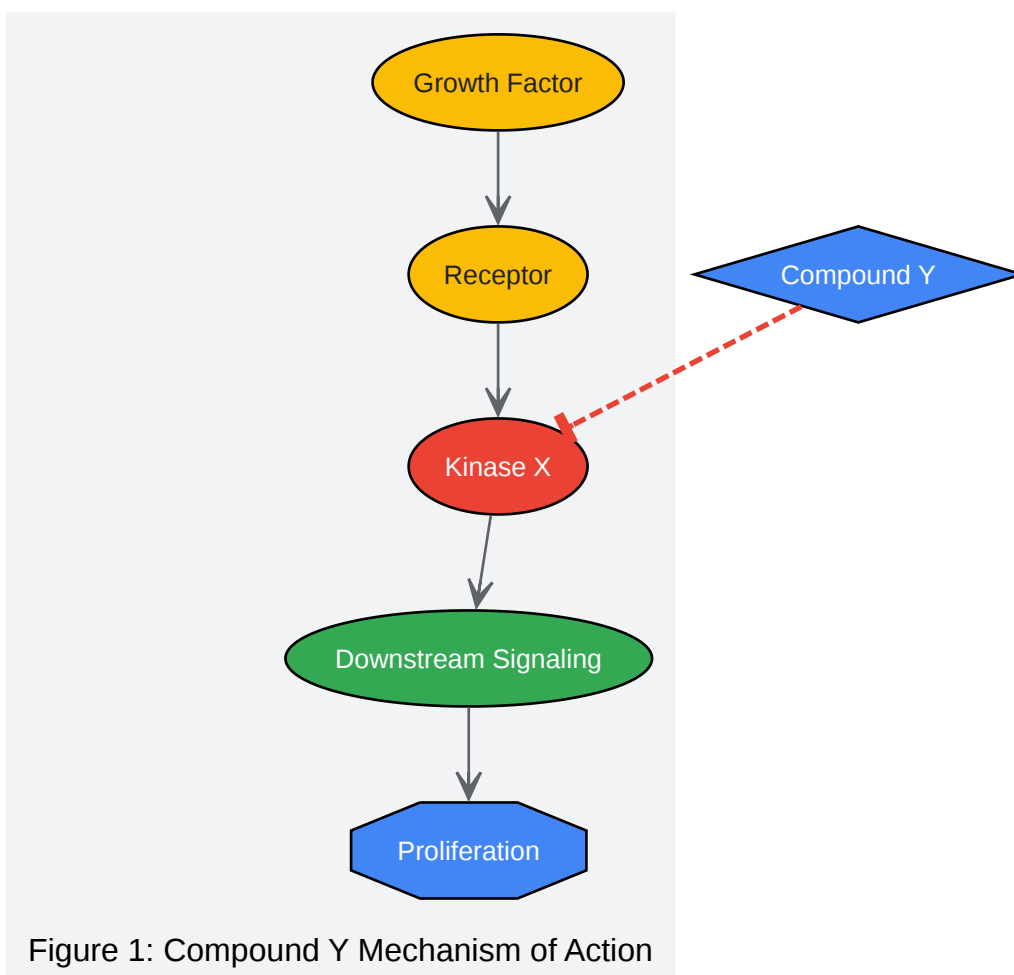 Growth Factor
Receptor
Compound Y
Kinase X
Downstream Signaling
Proliferation
Figure 1: Compound Y Mechanism of Action